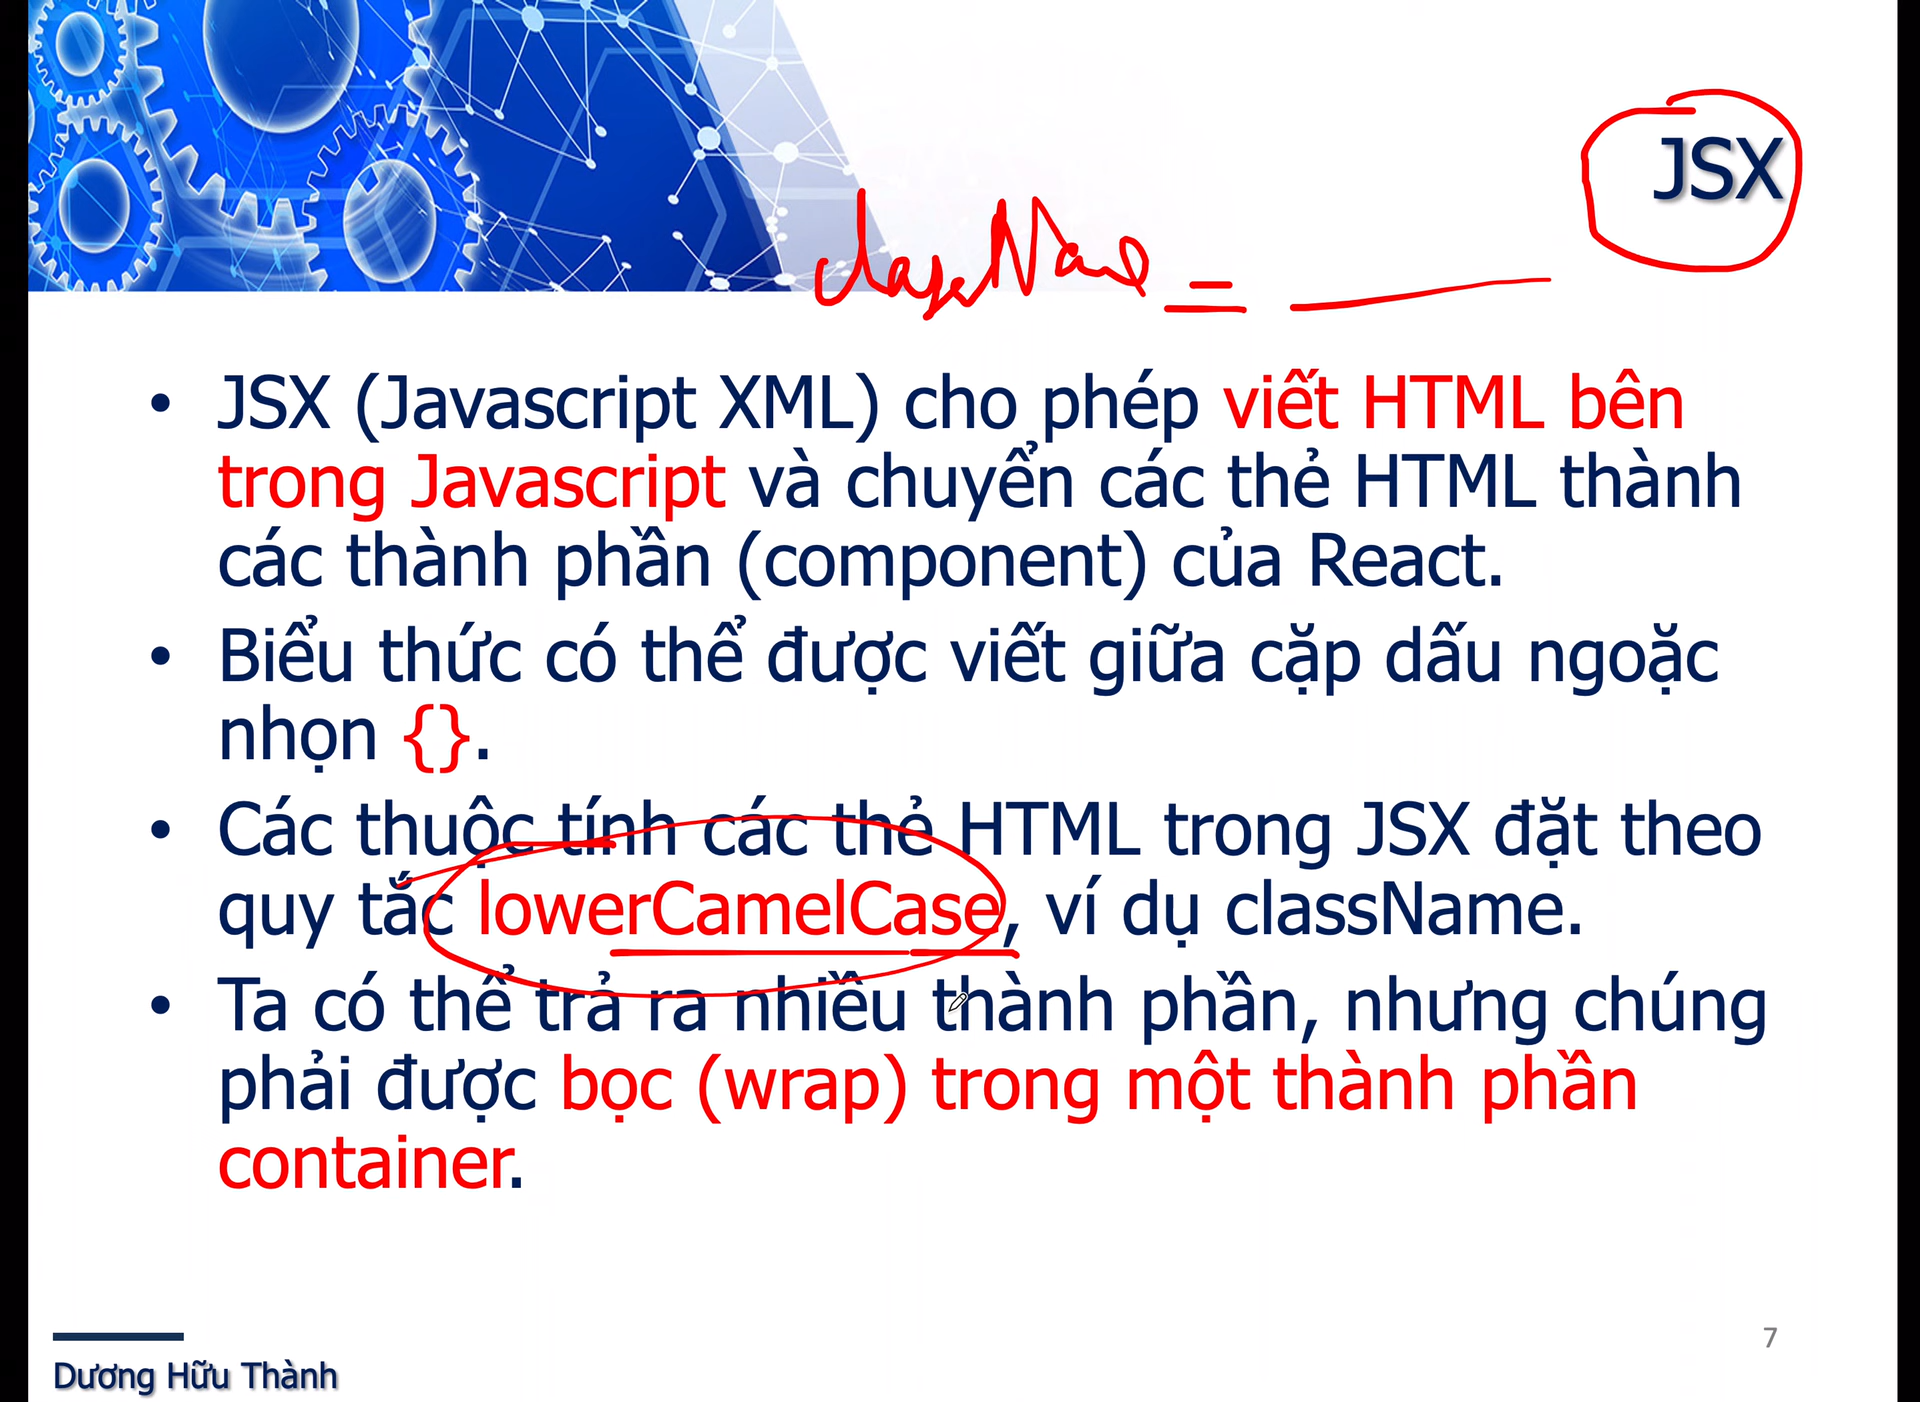 JSX
className = 
• JSX (Javascript XML) cho phép viết HTML bên
trong Javascript và chuyển các thẻ HTML thành
các thành phần (component) của React.
• Biểu thức có thể được viết giữa cặp dấu ngoặc
nhọn {}.
• Các thuộc tính các thẻ HTML trong JSX đặt theo
quy tắc lowerCamelCase, ví dụ className.
• Ta có thể trả ra nhiều thành phần, nhưng chúng
phải được bọc (wrap) trong một thành phần
container.
7
Dương Hữu Thành